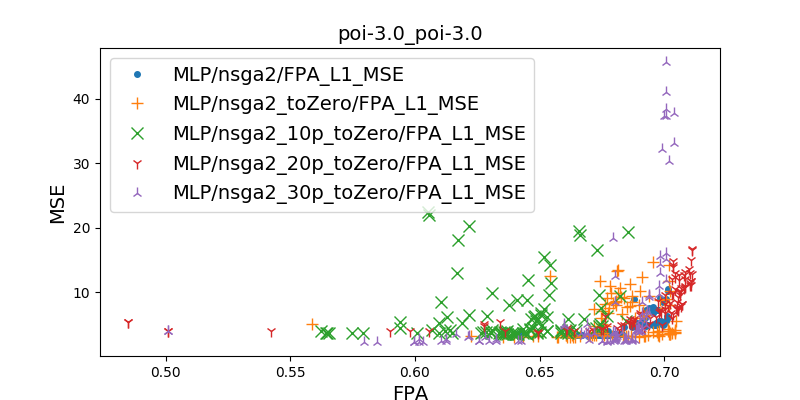 poi-3.0_poi-3.0
MLP/nsga2/FPA_L1_MSE
MLP/nsga2_toZero/FPA_L1_MSE
MLP/nsga2_10p_toZero/FPA_L1_MSE
MLP/nsga2_20p_toZero/FPA_L1_MSE
MLP/nsga2_30p_toZero/FPA_L1_MSE
MSE
40
30
20
10
0.50 0.55 0.60 0.65 0.70
FPA